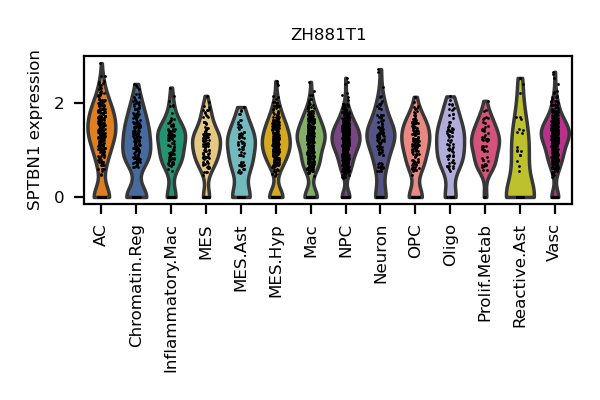 ZH881T1
SPTBN1 expression
2
0
AC
Chromatin.Reg
Inflammatory.Mac
MES
MES.Ast
MES.Hyp
Mac
NPC
Neuron
OPC
Oligo
Prolif.Metab
Reactive.Ast
Vasc